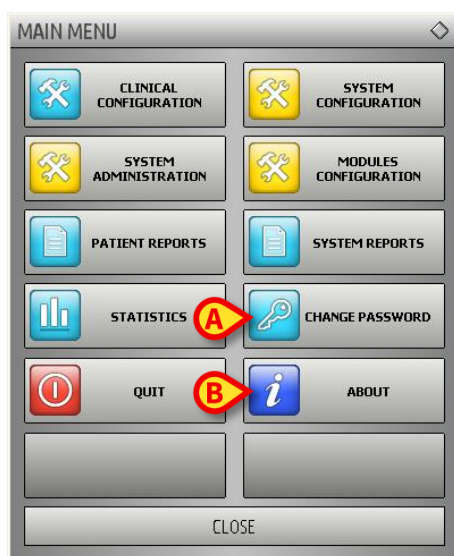 MAIN MENU
CLINICAL
CONFIGURATION
SYSTEM
CONFIGURATION
SYSTEM
ADMINISTRATION
MODULES
CONFIGURATION
PATIENT REPORTS
SYSTEM REPORTS
STATISTICS
A
CHANGE PASSWORD
QUIT
B
i
ABOUT
CLOSE